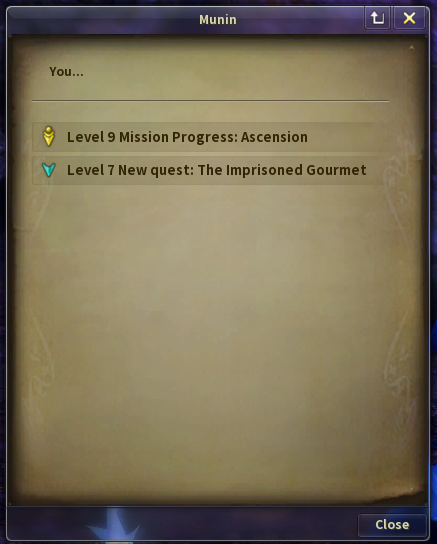 Munin
You...
Level 9 Mission Progress: Ascension
Level 7 New quest: The Imprisoned Gourmet
Close